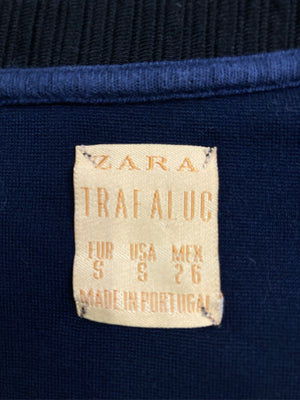 ZARA
TRAFALUC
EUR USA MEX
S S 26
MADE IN PORTUGAL